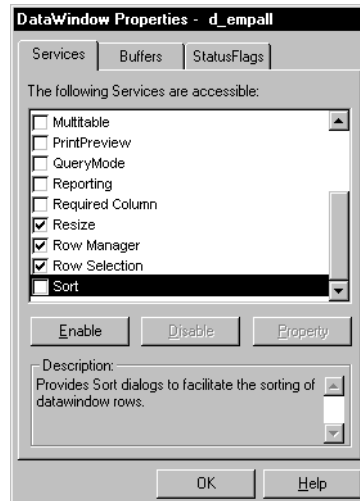 DataWindow Properties - d_empall
Services Buffers StatusFlags
The following Services are accessible:
Multitable
PrintPreview
QueryMode
Reporting
Required Column
Resize
Row Manager
Row Selection
Sort
Enable Disable Property
Description:
Provides Sort dialogs to facilitate the sorting of
datawindow rows.
OK Help